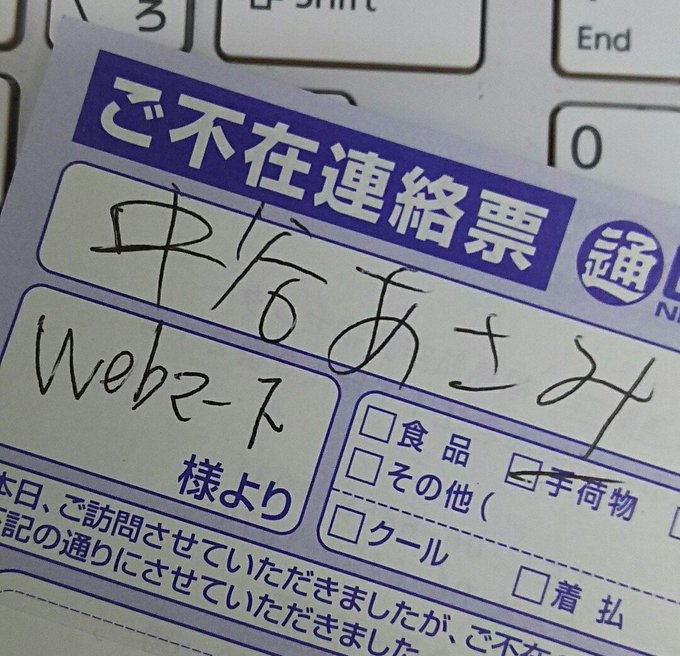 ろ
Shift
End
0
ご不在連絡票
通
中谷あさみ
Webマース
様より
食品
手荷物
その他(
クール
着払
本日、ご訪問させていただきましたが、ご不在
記の通りにさせていただきました